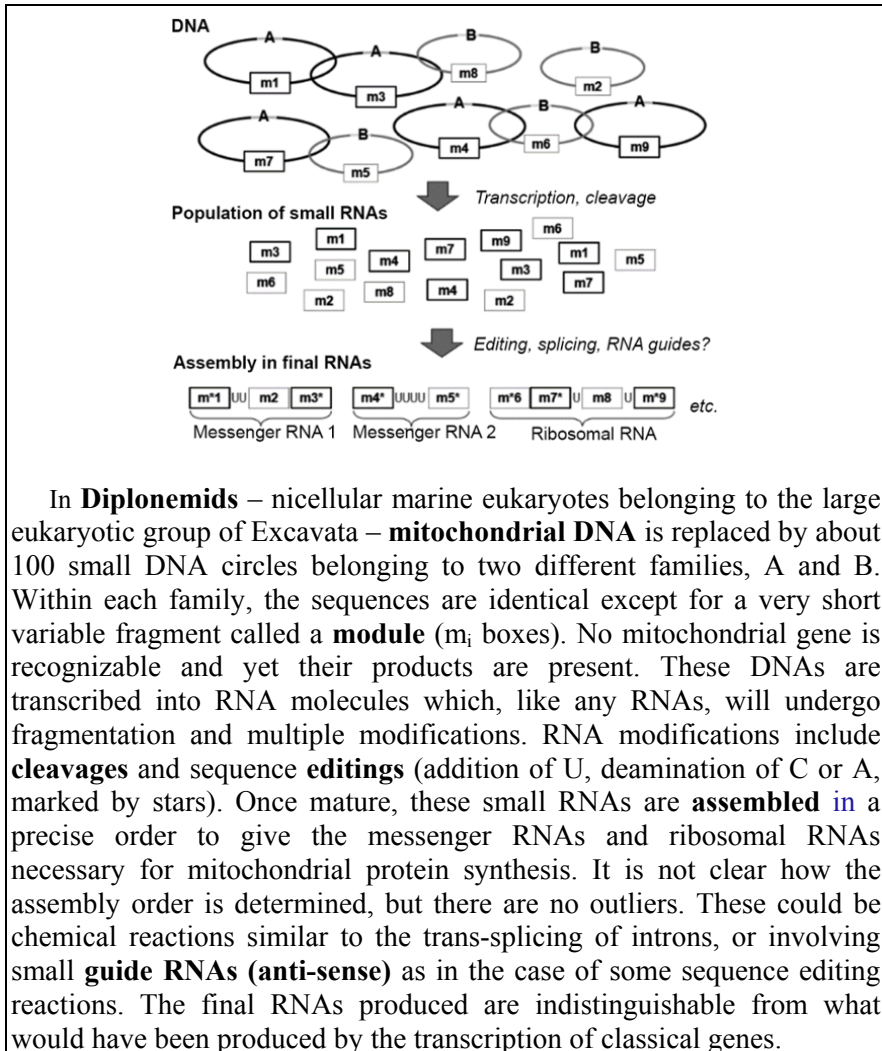 DNA
A A B B
m1 m3 m8 m2
A B A B A
m7 m5 m4 m6 m9
Transcription, cleavage
Population of small RNAs
m3 m1 m4 m7 m9 m6 m1 m5
m6 m5 m2 m8 m4 m3 m2 m7
Editing, splicing, RNA guides?
Assembly in final RNAs
m*1 UU m2 m3* m4* UUUU m5* m*6 m7* U m8 U m*9 etc.
Messenger RNA 1 Messenger RNA 2 Ribosomal RNA
In Diplonemids – nicellular marine eukaryotes belonging to the large
eukaryotic group of Excavata – mitochondrial DNA is replaced by about
100 small DNA circles belonging to two different families, A and B.
Within each family, the sequences are identical except for a very short
variable fragment called a module (mi boxes). No mitochondrial gene is
recognizable and yet their products are present. These DNAs are
transcribed into RNA molecules which, like any RNAs, will undergo
fragmentation and multiple modifications. RNA modifications include
cleavages and sequence editings (addition of U, deamination of C or A,
marked by stars). Once mature, these small RNAs are assembled in a
precise order to give the messenger RNAs and ribosomal RNAs
necessary for mitochondrial protein synthesis. It is not clear how the
assembly order is determined, but there are no outliers. These could be
chemical reactions similar to the trans-splicing of introns, or involving
small guide RNAs (anti-sense) as in the case of some sequence editing
reactions. The final RNAs produced are indistinguishable from what
would have been produced by the transcription of classical genes.